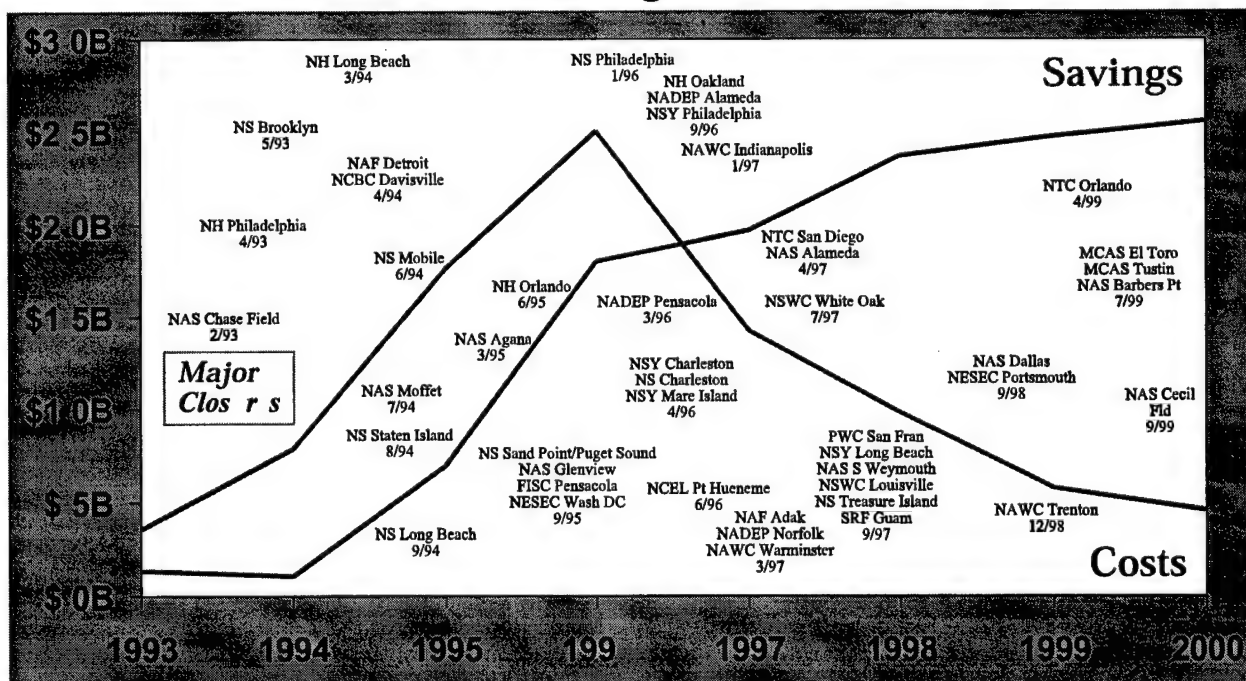 $3 0B
$2 5B
$2 0B
$1 5B
$1 0B
$ 5B
$ 0B
NH Long Beach
3/94
NS Brooklyn
5/93
NAF Detroit
NCBC Davisville
4/94
NH Philadelphia
4/93
NS Mobile
6/94
NAS Chase Field
2/93
Major
Clos r s
NAS Moffet
7/94
NS Staten Island
8/94
NS Long Beach
9/94
NH Orlando
6/95
NAS Agana
3/95
NS Sand Point/Puget Sound
NAS Glenview
FISC Pensacola
NESEC Wash DC
9/95
NS Philadelphia
1/96
NH Oakland
NADEP Alameda
NSY Philadelphia
9/96
NAWC Indianapolis
1/97
NADEP Pensacola
3/96
NSY Charleston
NS Charleston
NSY Mare Island
4/96
NCEL Pt Hueneme
6/96
NAF Adak
NADEP Norfolk
NAWC Warminster
3/97
NTC San Diego
NAS Alameda
4/97
NSWC White Oak
7/97
PWC San Fran
NSY Long Beach
NAS S Weymouth
NSWC Louisville
NS Treasure Island
SRF Guam
9/97
NAS Dallas
NESEC Portsmouth
9/98
NAWC Trenton
12/98
Savings
NTC Orlando
4/99
MCAS El Toro
MCAS Tustin
NAS Barbers Pt
7/99
NAS Cecil
Fld
9/99
Costs
1993 1994 1995 199 1997 1998 1999 2000